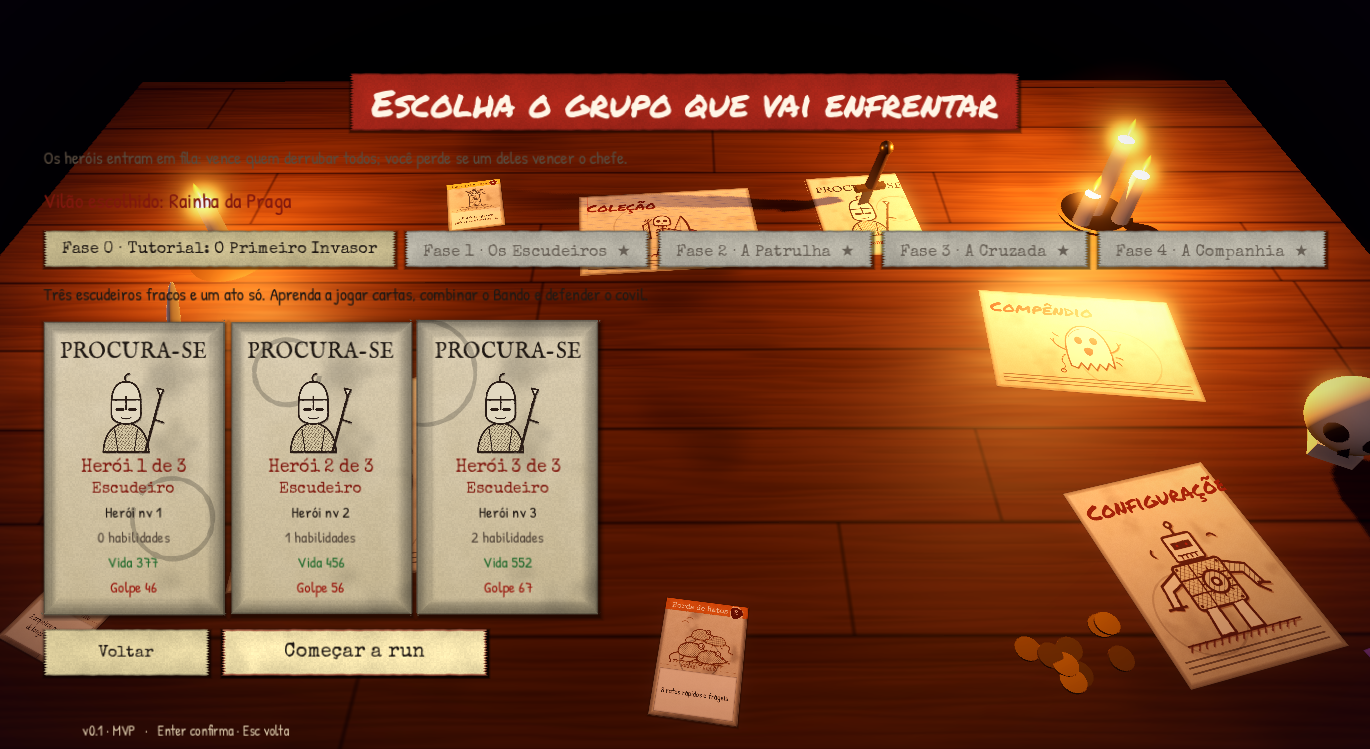 Escolha o grupo que vai enfrentar
Os heróis entram em fila: vence quem derrubar todos, você perde se um deles vencer o chefe.
Vilão escolhido: Rainha da Praga
COLEÇÃO
Fase 0 · Tutorial: O Primeiro Invasor
Fase 1 · Os Escudeiros ★
Fase 2 · A Patrulha ★
Fase 3 · A Cruzada ★
Fase 4 · A Companhia ★
Três escudeiros fracos e um ato só. Aprenda a jogar cartas, combinar o Bando e defender o covil.
COMPÊNDIO
PROCURA-SE
Herói 1 de 3
Escudeiro
Herói nv 1
0 habilidades
Vida 377
Golpe 46
PROCURA-SE
Herói 2 de 3
Escudeiro
Herói nv 2
1 habilidades
Vida 456
Golpe 56
PROCURA-SE
Herói 3 de 3
Escudeiro
Herói nv 3
2 habilidades
Vida 552
Golpe 67
Voltar
Começar a run
v0.1 · MVP · Enter confirma · Esc volta